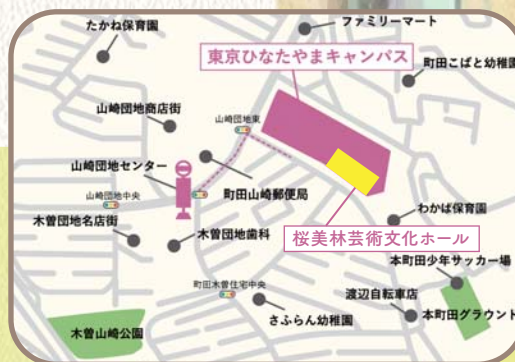 ファミリーマート
たかね保育園
東京ひなたやまキャンパス
町田こばと幼稚園
山崎団地商店街
山崎団地東
山崎団地センター
町田山崎郵便局
山崎団地中央
わかば保育園
木曽団地名店街
木曽団地歯科
桜美林芸術文化ホール
本町田少年サッカー場
町田木曽住宅中央
渡辺自転車店
さふらん幼稚園
本町田グラウンド
木曽山崎公園